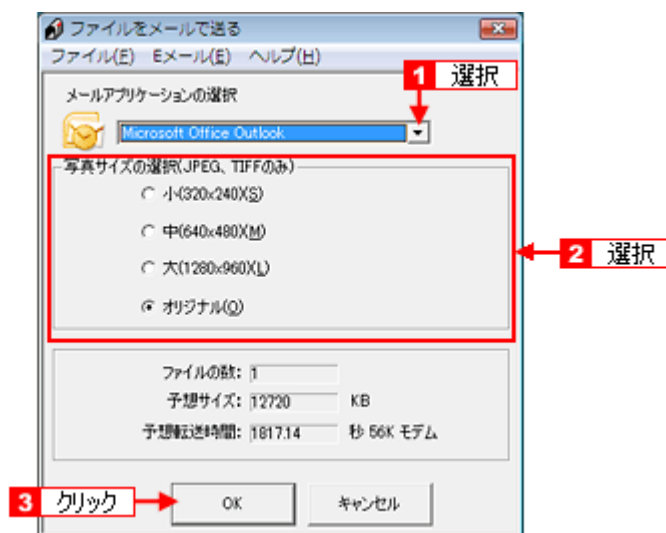 ファイルをメールで送る
ファイル(F) Eメール(E) ヘルプ(H)
1 選択
メールアプリケーションの選択
Microsoft Office Outlook
写真サイズの選択(JPEG、TIFFのみ)
小(320x240)(S)
中(640x480)(M)
2 選択
大(1280x960)(L)
オリジナル(O)
ファイルの数: 1
予想サイズ: 12720 KB
予想転送時間: 1817.14 秒 56K モデム
3 クリック
OK キャンセル